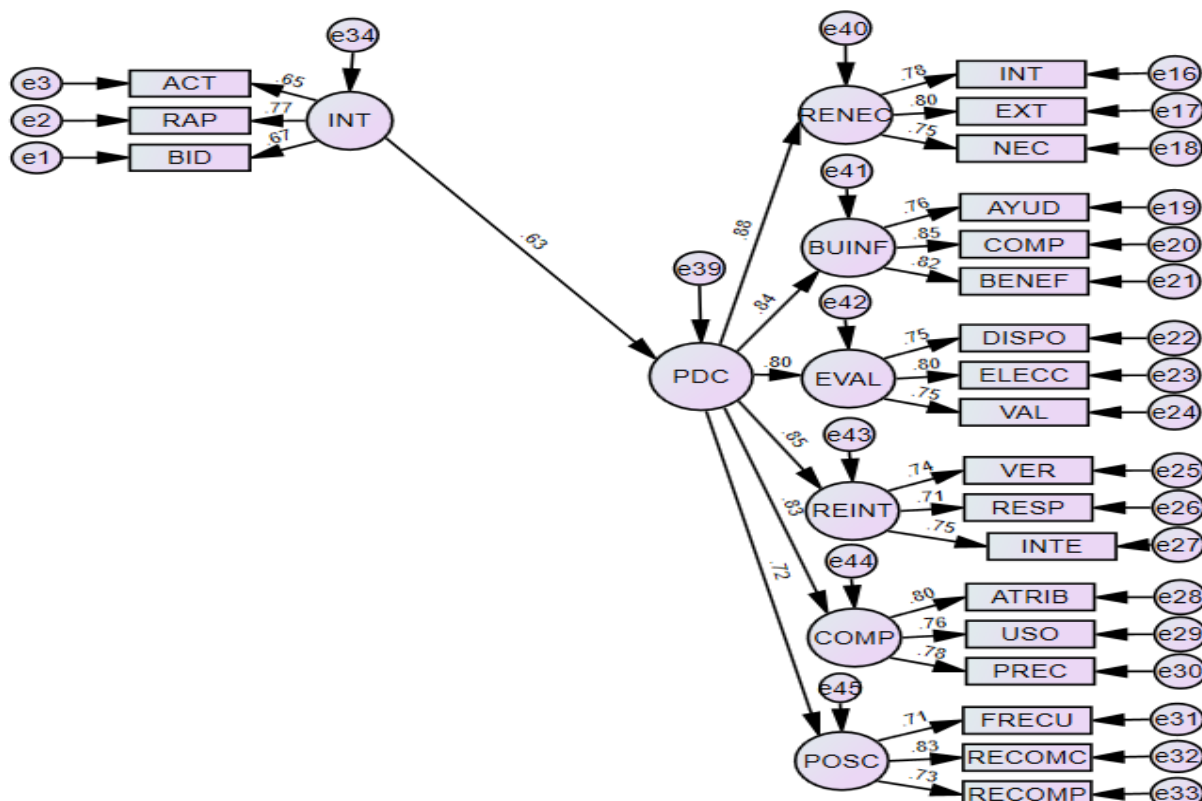 e34
e3
ACT
.65
e2
RAP
.77
INT
e1
BID
.67
.63
e39
PDC
.88
.84
.80
.85
.83
.72
e40
RENEC
.78
INT
e16
.80
EXT
e17
.75
NEC
e18
e41
BUINF
.76
AYUD
e19
.85
COMP
e20
.82
BENEF
e21
e42
EVAL
.75
DISPO
e22
.80
ELECC
e23
.75
VAL
e24
e43
REINT
.74
VER
e25
.71
RESP
e26
.75
INTE
e27
e44
COMP
.80
ATRIB
e28
.76
USO
e29
.78
PREC
e30
e45
POSC
.71
FRECU
e31
.83
RECOMC
e32
.73
RECOMP
e33